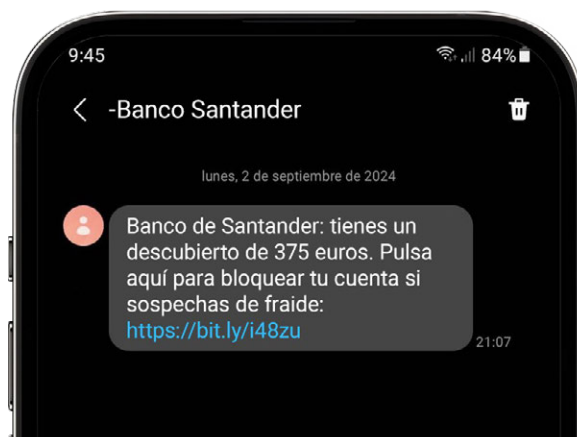 9:45 84%
-Banco Santander
lunes, 2 de septiembre de 2024
Banco de Santander: tienes un
descubierto de 375 euros. Pulsa
aquí para bloquear tu cuenta si
sospechas de fraide:
https://bit.ly/i48zu
21:07